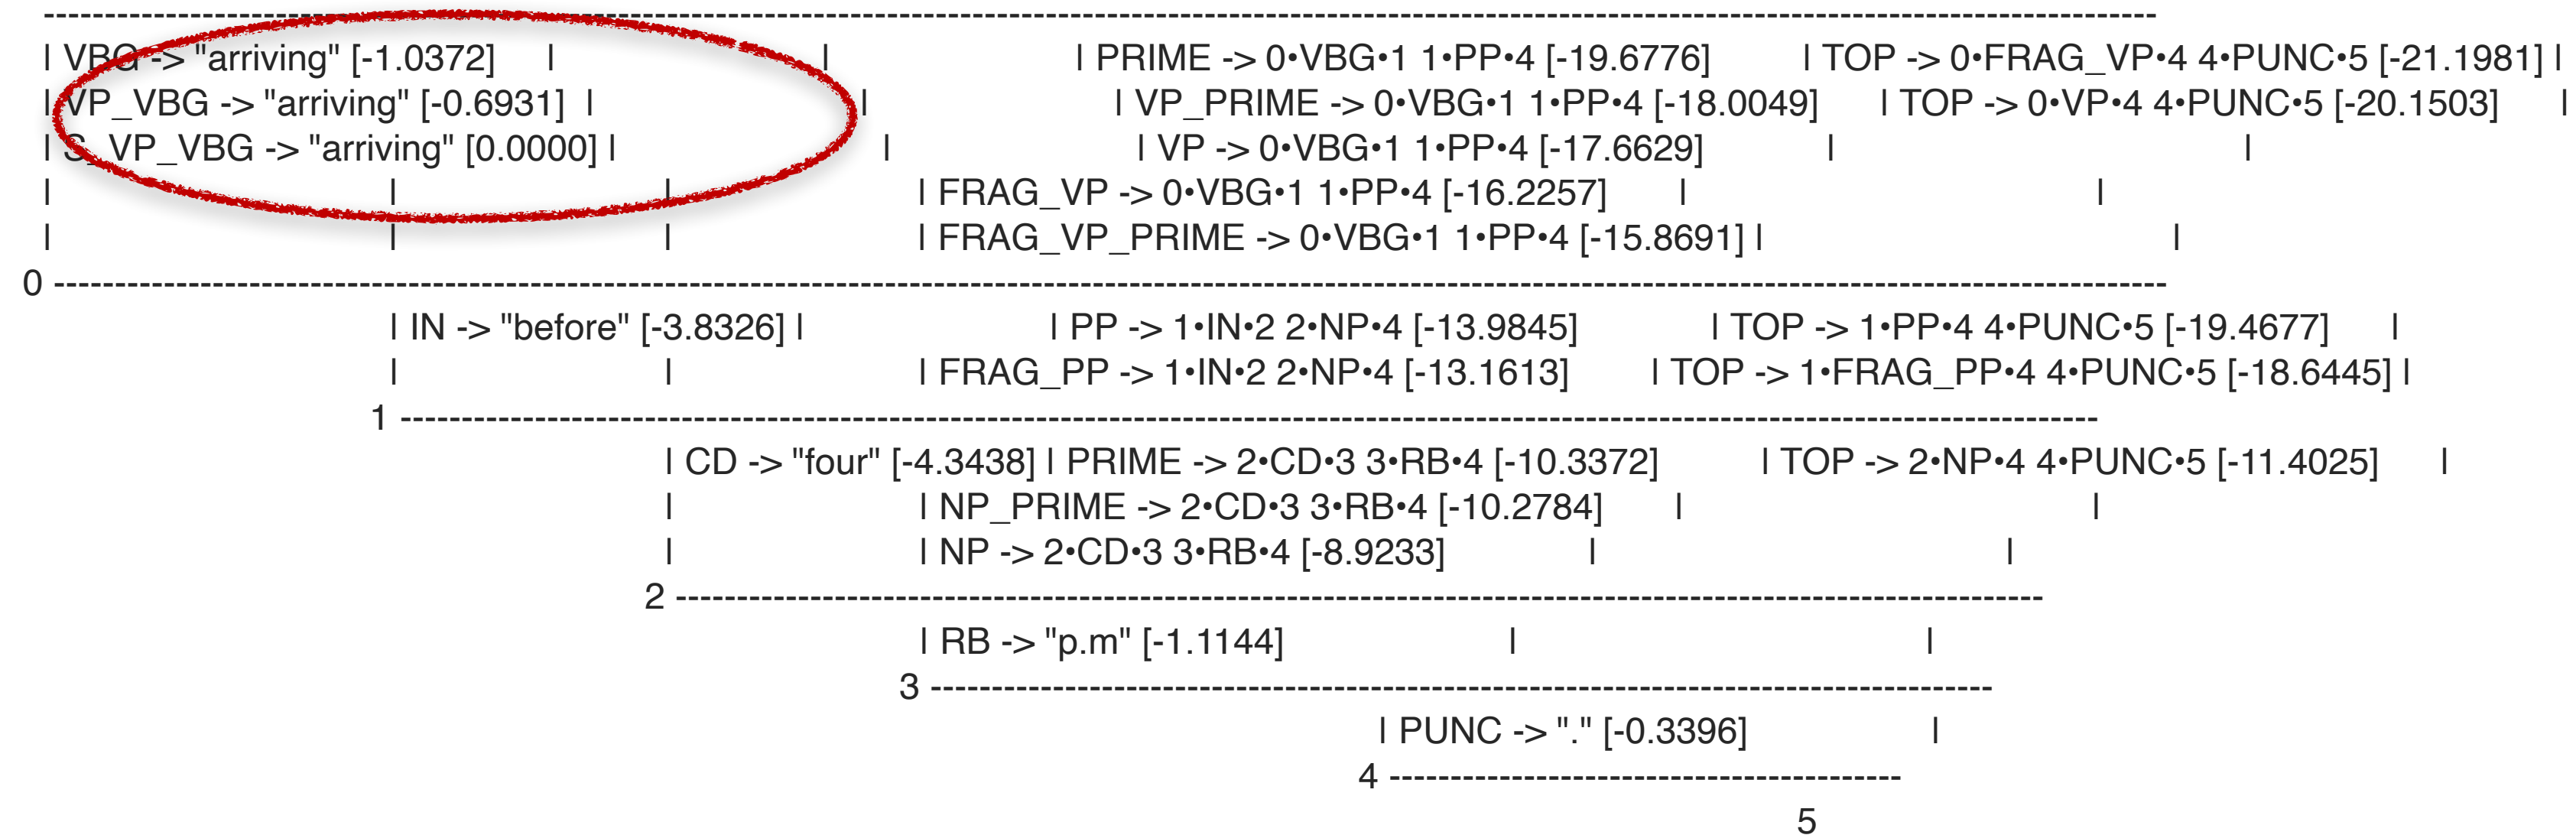 | VBG -> "arriving" [-1.0372] | | | PRIME -> 0•VBG•1 1•PP•4 [-19.6776] | TOP -> 0•FRAG_VP•4 4•PUNC•5 [-21.1981] |
| VP_VBG -> "arriving" [-0.6931] | | | VP_PRIME -> 0•VBG•1 1•PP•4 [-18.0049] | TOP -> 0•VP•4 4•PUNC•5 [-20.1503] |
| S_VP_VBG -> "arriving" [0.0000] | | | VP -> 0•VBG•1 1•PP•4 [-17.6629] | |
| | | | FRAG_VP -> 0•VBG•1 1•PP•4 [-16.2257] | |
| | | | FRAG_VP_PRIME -> 0•VBG•1 1•PP•4 [-15.8691] | |
0 ----------
| IN -> "before" [-3.8326] | | PP -> 1•IN•2 2•NP•4 [-13.9845] | TOP -> 1•PP•4 4•PUNC•5 [-19.4677] |
| | | FRAG_PP -> 1•IN•2 2•NP•4 [-13.1613] | TOP -> 1•FRAG_PP•4 4•PUNC•5 [-18.6445] |
1 ----------
| CD -> "four" [-4.3438] | PRIME -> 2•CD•3 3•RB•4 [-10.3372] | TOP -> 2•NP•4 4•PUNC•5 [-11.4025] |
| | NP_PRIME -> 2•CD•3 3•RB•4 [-10.2784] | |
| | NP -> 2•CD•3 3•RB•4 [-8.9233] | |
2 ----------
| RB -> "p.m" [-1.1144] | |
3 ----------
| PUNC -> "." [-0.3396] |
4 ----------
5